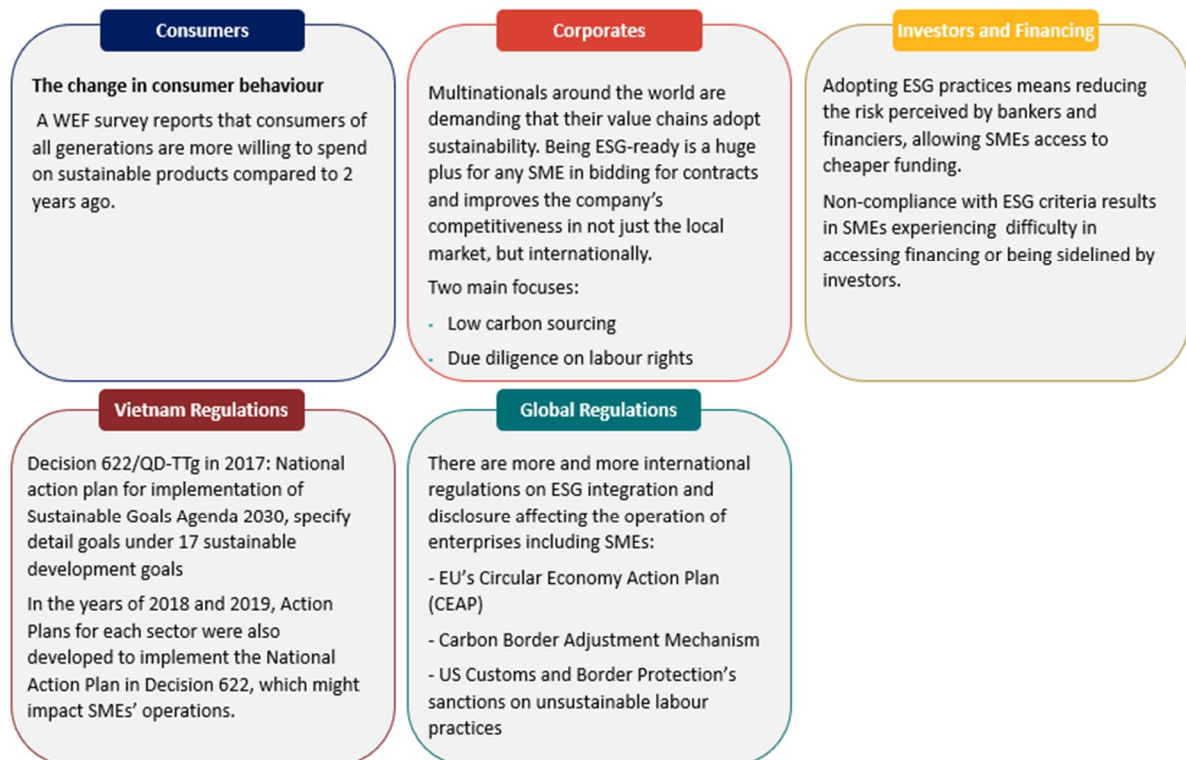 Consumers
The change in consumer behaviour
A WEF survey reports that consumers of
all generations are more willing to spend
on sustainable products compared to 2
years ago.
Corporates
Multinationals around the world are
demanding that their value chains adopt
sustainability. Being ESG-ready is a huge
plus for any SME in bidding for contracts
and improves the company's
competitiveness in not just the local
market, but internationally.
Two main focuses:
- Low carbon sourcing
- Due diligence on labour rights
Investors and Financing
Adopting ESG practices means reducing
the risk perceived by bankers and
financiers, allowing SMEs access to
cheaper funding.
Non-compliance with ESG criteria results
in SMEs experiencing difficulty in
accessing financing or being sidelined by
investors.
Vietnam Regulations
Decision 622/QD-TTg in 2017: National
action plan for implementation of
Sustainable Goals Agenda 2030, specify
detail goals under 17 sustainable
development goals
In the years of 2018 and 2019, Action
Plans for each sector were also
developed to implement the National
Action Plan in Decision 622, which might
impact SMEs' operations.
Global Regulations
There are more and more international
regulations on ESG integration and
disclosure affecting the operation of
enterprises including SMEs:
- EU's Circular Economy Action Plan
(CEAP)
- Carbon Border Adjustment Mechanism
- US Customs and Border Protection's
sanctions on unsustainable labour
practices